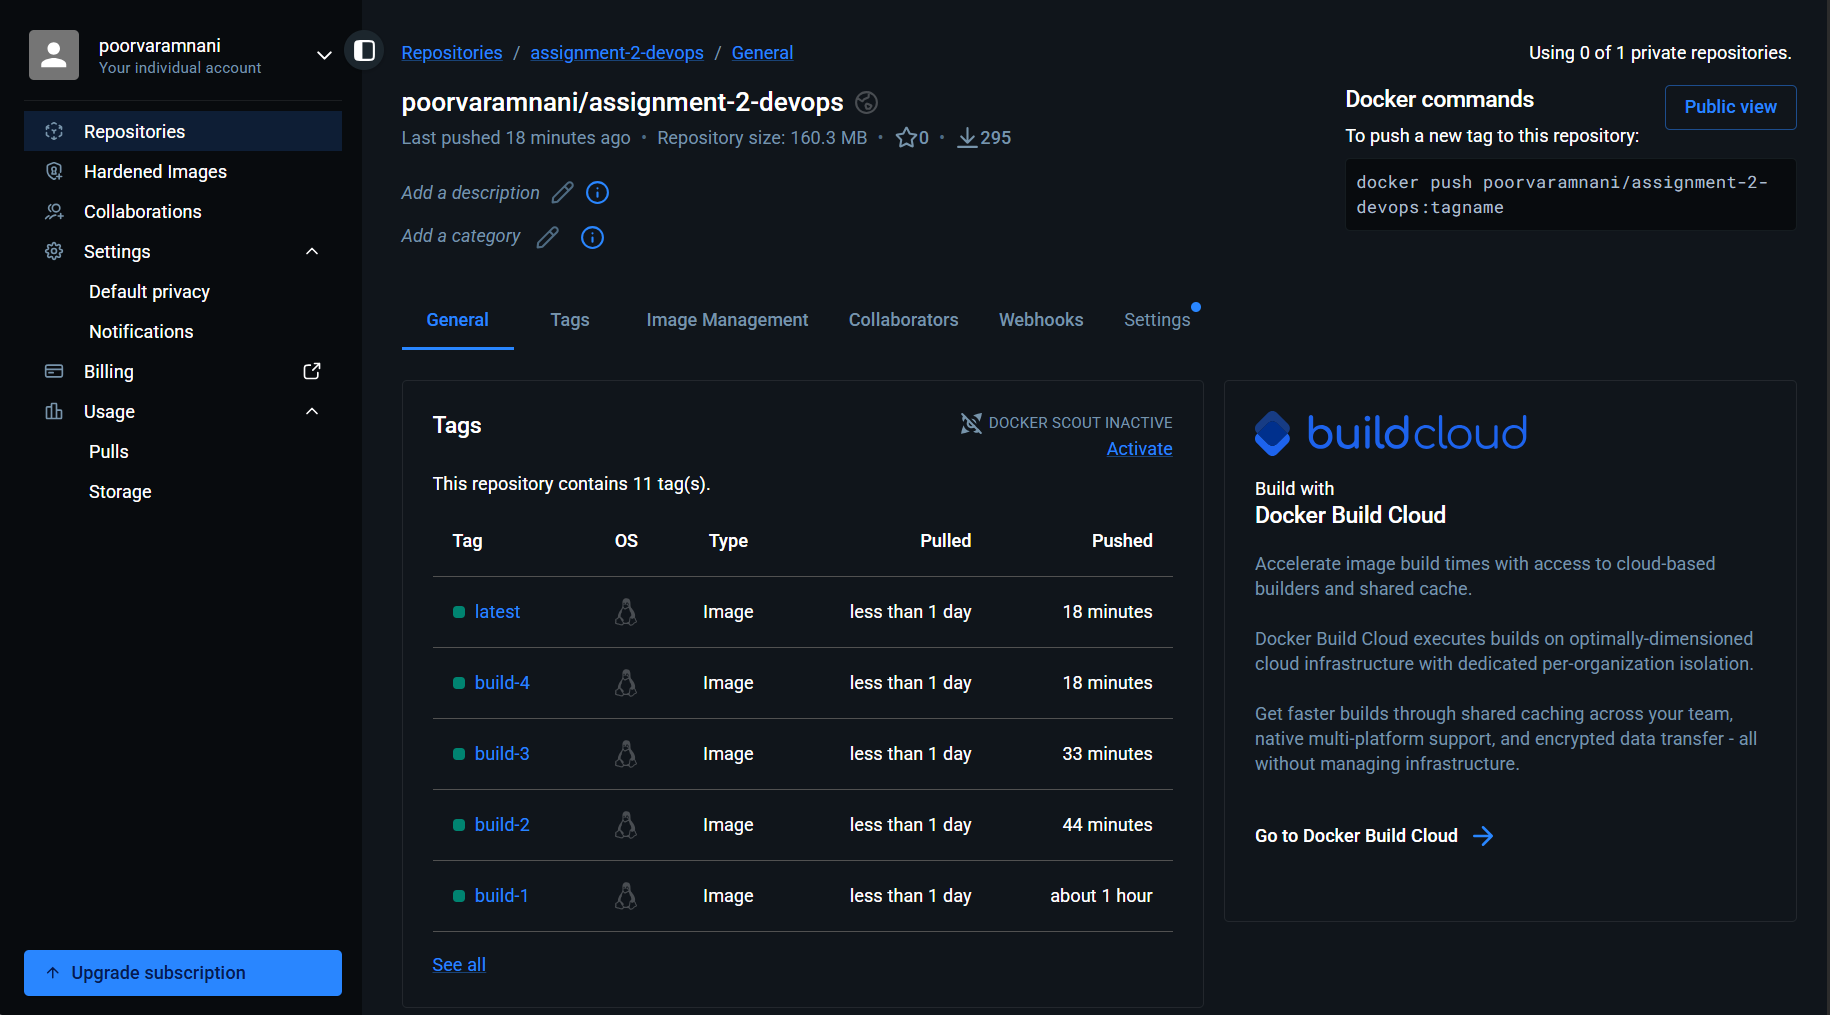 poorvaramnani
Your individual account
Repositories
Hardened Images
Collaborations
Settings
Default privacy
Notifications
Billing
Usage
Pulls
Storage
Upgrade subscription
Repositories / assignment-2-devops / General
Using 0 of 1 private repositories.
poorvaramnani/assignment-2-devops
Last pushed 18 minutes ago • Repository size: 160.3 MB • 0 • 295
Add a description
Add a category
Docker commands
Public view
To push a new tag to this repository:
docker push poorvaramnani/assignment-2-
devops:tagname
General Tags Image Management Collaborators Webhooks Settings
Tags
DOCKER SCOUT INACTIVE
Activate
This repository contains 11 tag(s).
Tag OS Type Pulled Pushed
latest Image less than 1 day 18 minutes
build-4 Image less than 1 day 18 minutes
build-3 Image less than 1 day 33 minutes
build-2 Image less than 1 day 44 minutes
build-1 Image less than 1 day about 1 hour
See all
buildcloud
Build with
Docker Build Cloud
Accelerate image build times with access to cloud-based
builders and shared cache.
Docker Build Cloud executes builds on optimally-dimensioned
cloud infrastructure with dedicated per-organization isolation.
Get faster builds through shared caching across your team,
native multi-platform support, and encrypted data transfer - all
without managing infrastructure.
Go to Docker Build Cloud